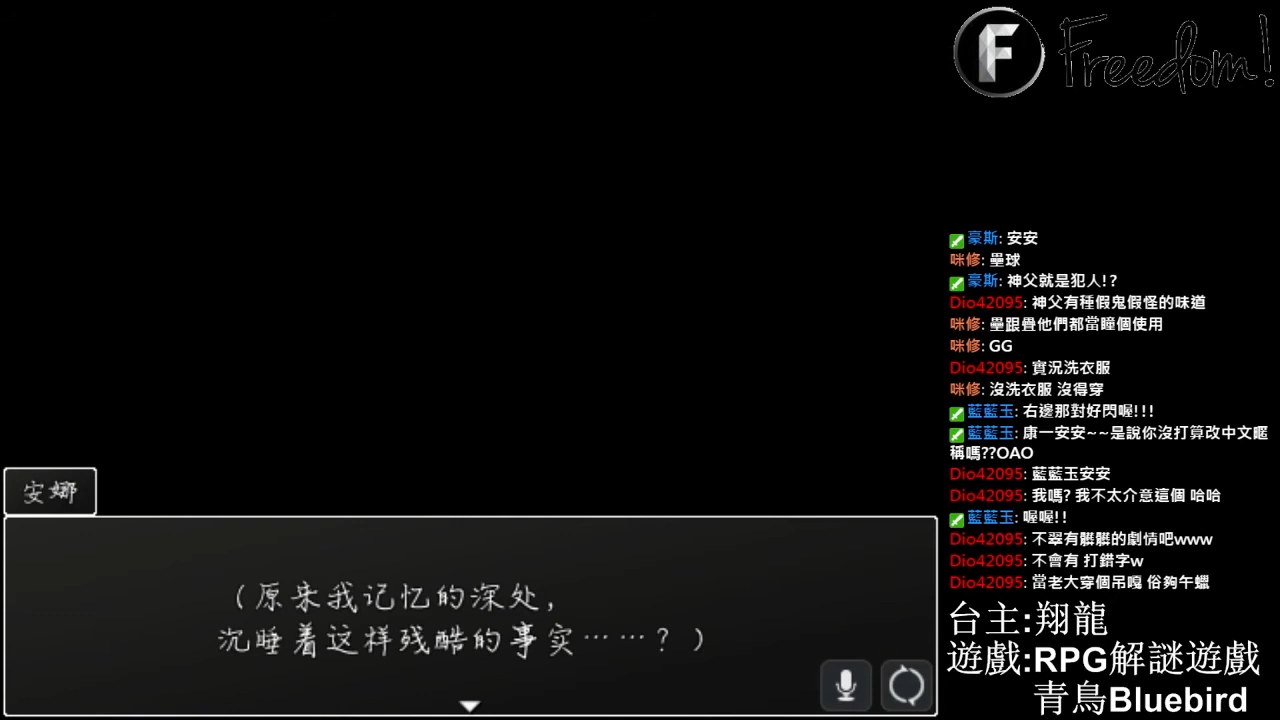 F Freedom!
豪斯: 安安
咪修: 壘球
豪斯: 神父就是犯人!?
Dio42095: 神父有種假鬼假怪的味道
咪修: 壘跟疊他們都當瞳個使用
咪修: GG
Dio42095: 實況洗衣服
咪修: 沒洗衣服 沒得穿
藍藍玉: 右邊那對好閃喔!!!
藍藍玉: 康一安安~~是說你沒打算改中文暱
稱嗎??OAO
Dio42095: 藍藍玉安安
Dio42095: 我嗎? 我不太介意這個 哈哈
藍藍玉: 喔喔!!
Dio42095: 不翠有髒髒的劇情吧www
Dio42095: 不會有 打錯字w
Dio42095: 當老大穿個吊嘎 俗夠午蠟
安娜
（原来我记忆的深处，
沉睡着这样残酷的事实……？）
台主:翔龍
遊戲:RPG解謎遊戲
青鳥Bluebird